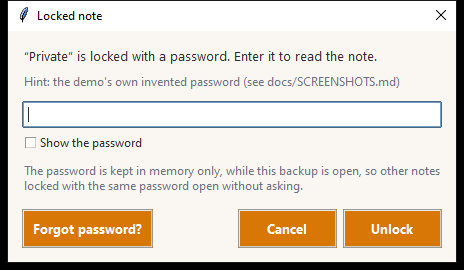 Locked note
“Private” is locked with a password. Enter it to read the note.
Hint: the demo's own invented password (see docs/SCREENSHOTS.md)
Show the password
The password is kept in memory only, while this backup is open, so other notes
locked with the same password open without asking.
Forgot password?
Cancel
Unlock